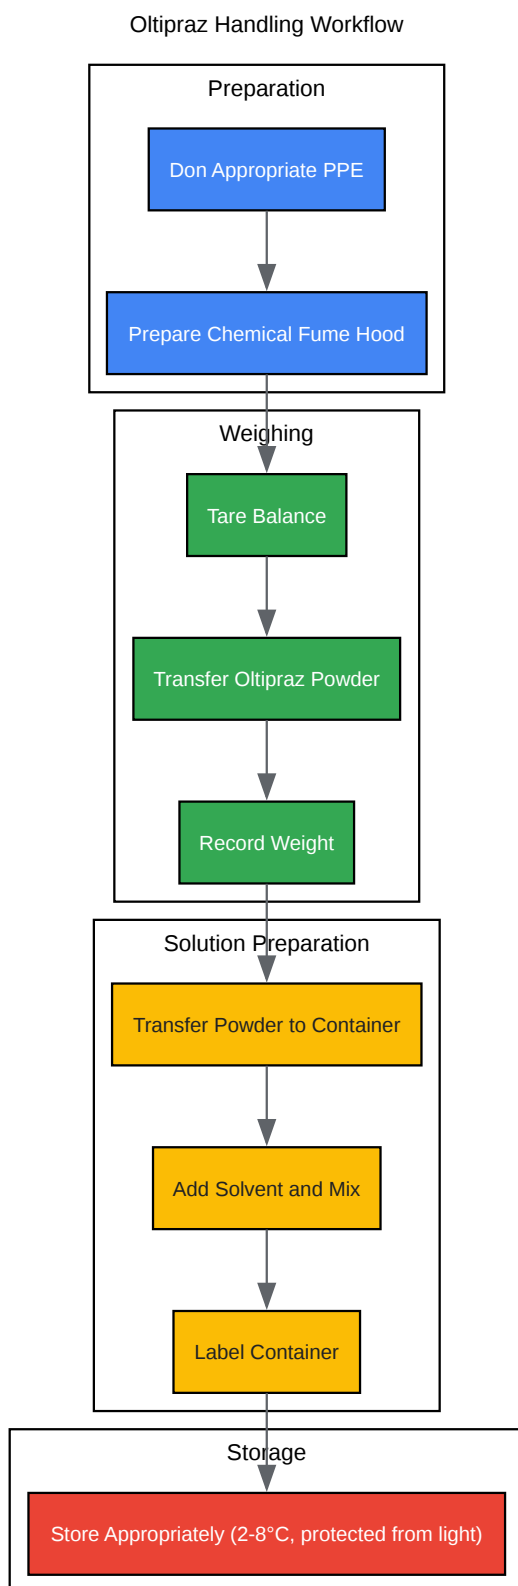 Oltipraz Handling Workflow
Preparation
Don Appropriate PPE
Prepare Chemical Fume Hood
Weighing
Tare Balance
Transfer Oltipraz Powder
Record Weight
Solution Preparation
Transfer Powder to Container
Add Solvent and Mix
Label Container
Storage
Store Appropriately (2-8°C, protected from light)